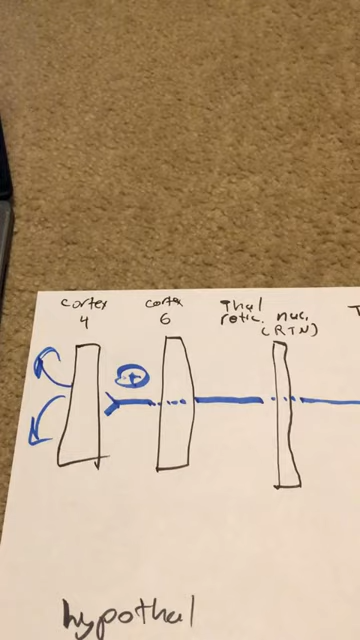 cortex
4
cortex
6
Thal
retic. nuc.
(RTN)
T
+
hypothal